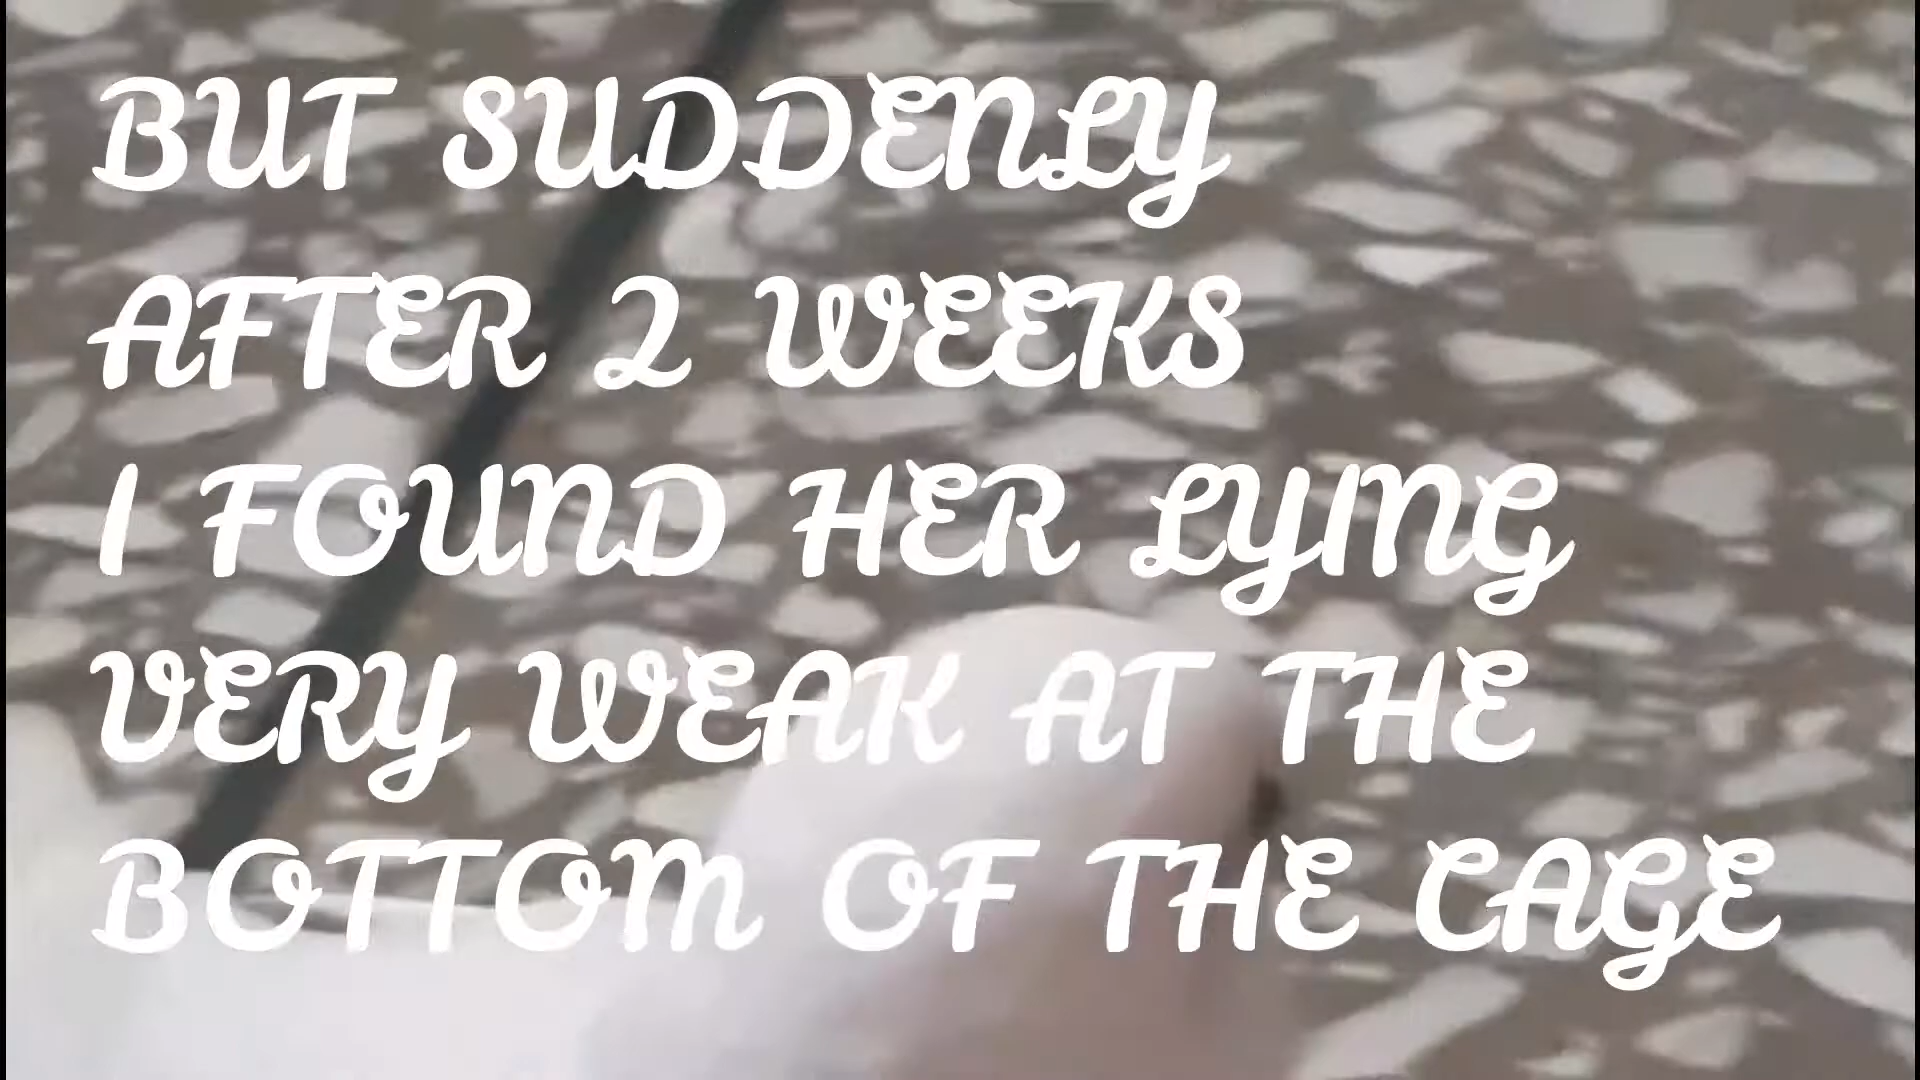 BUT SUDDENLY
AFTER 2 WEEKS
I FOUND HER LYING
VERY WEAK AT THE
BOTTOM OF THE CAGE